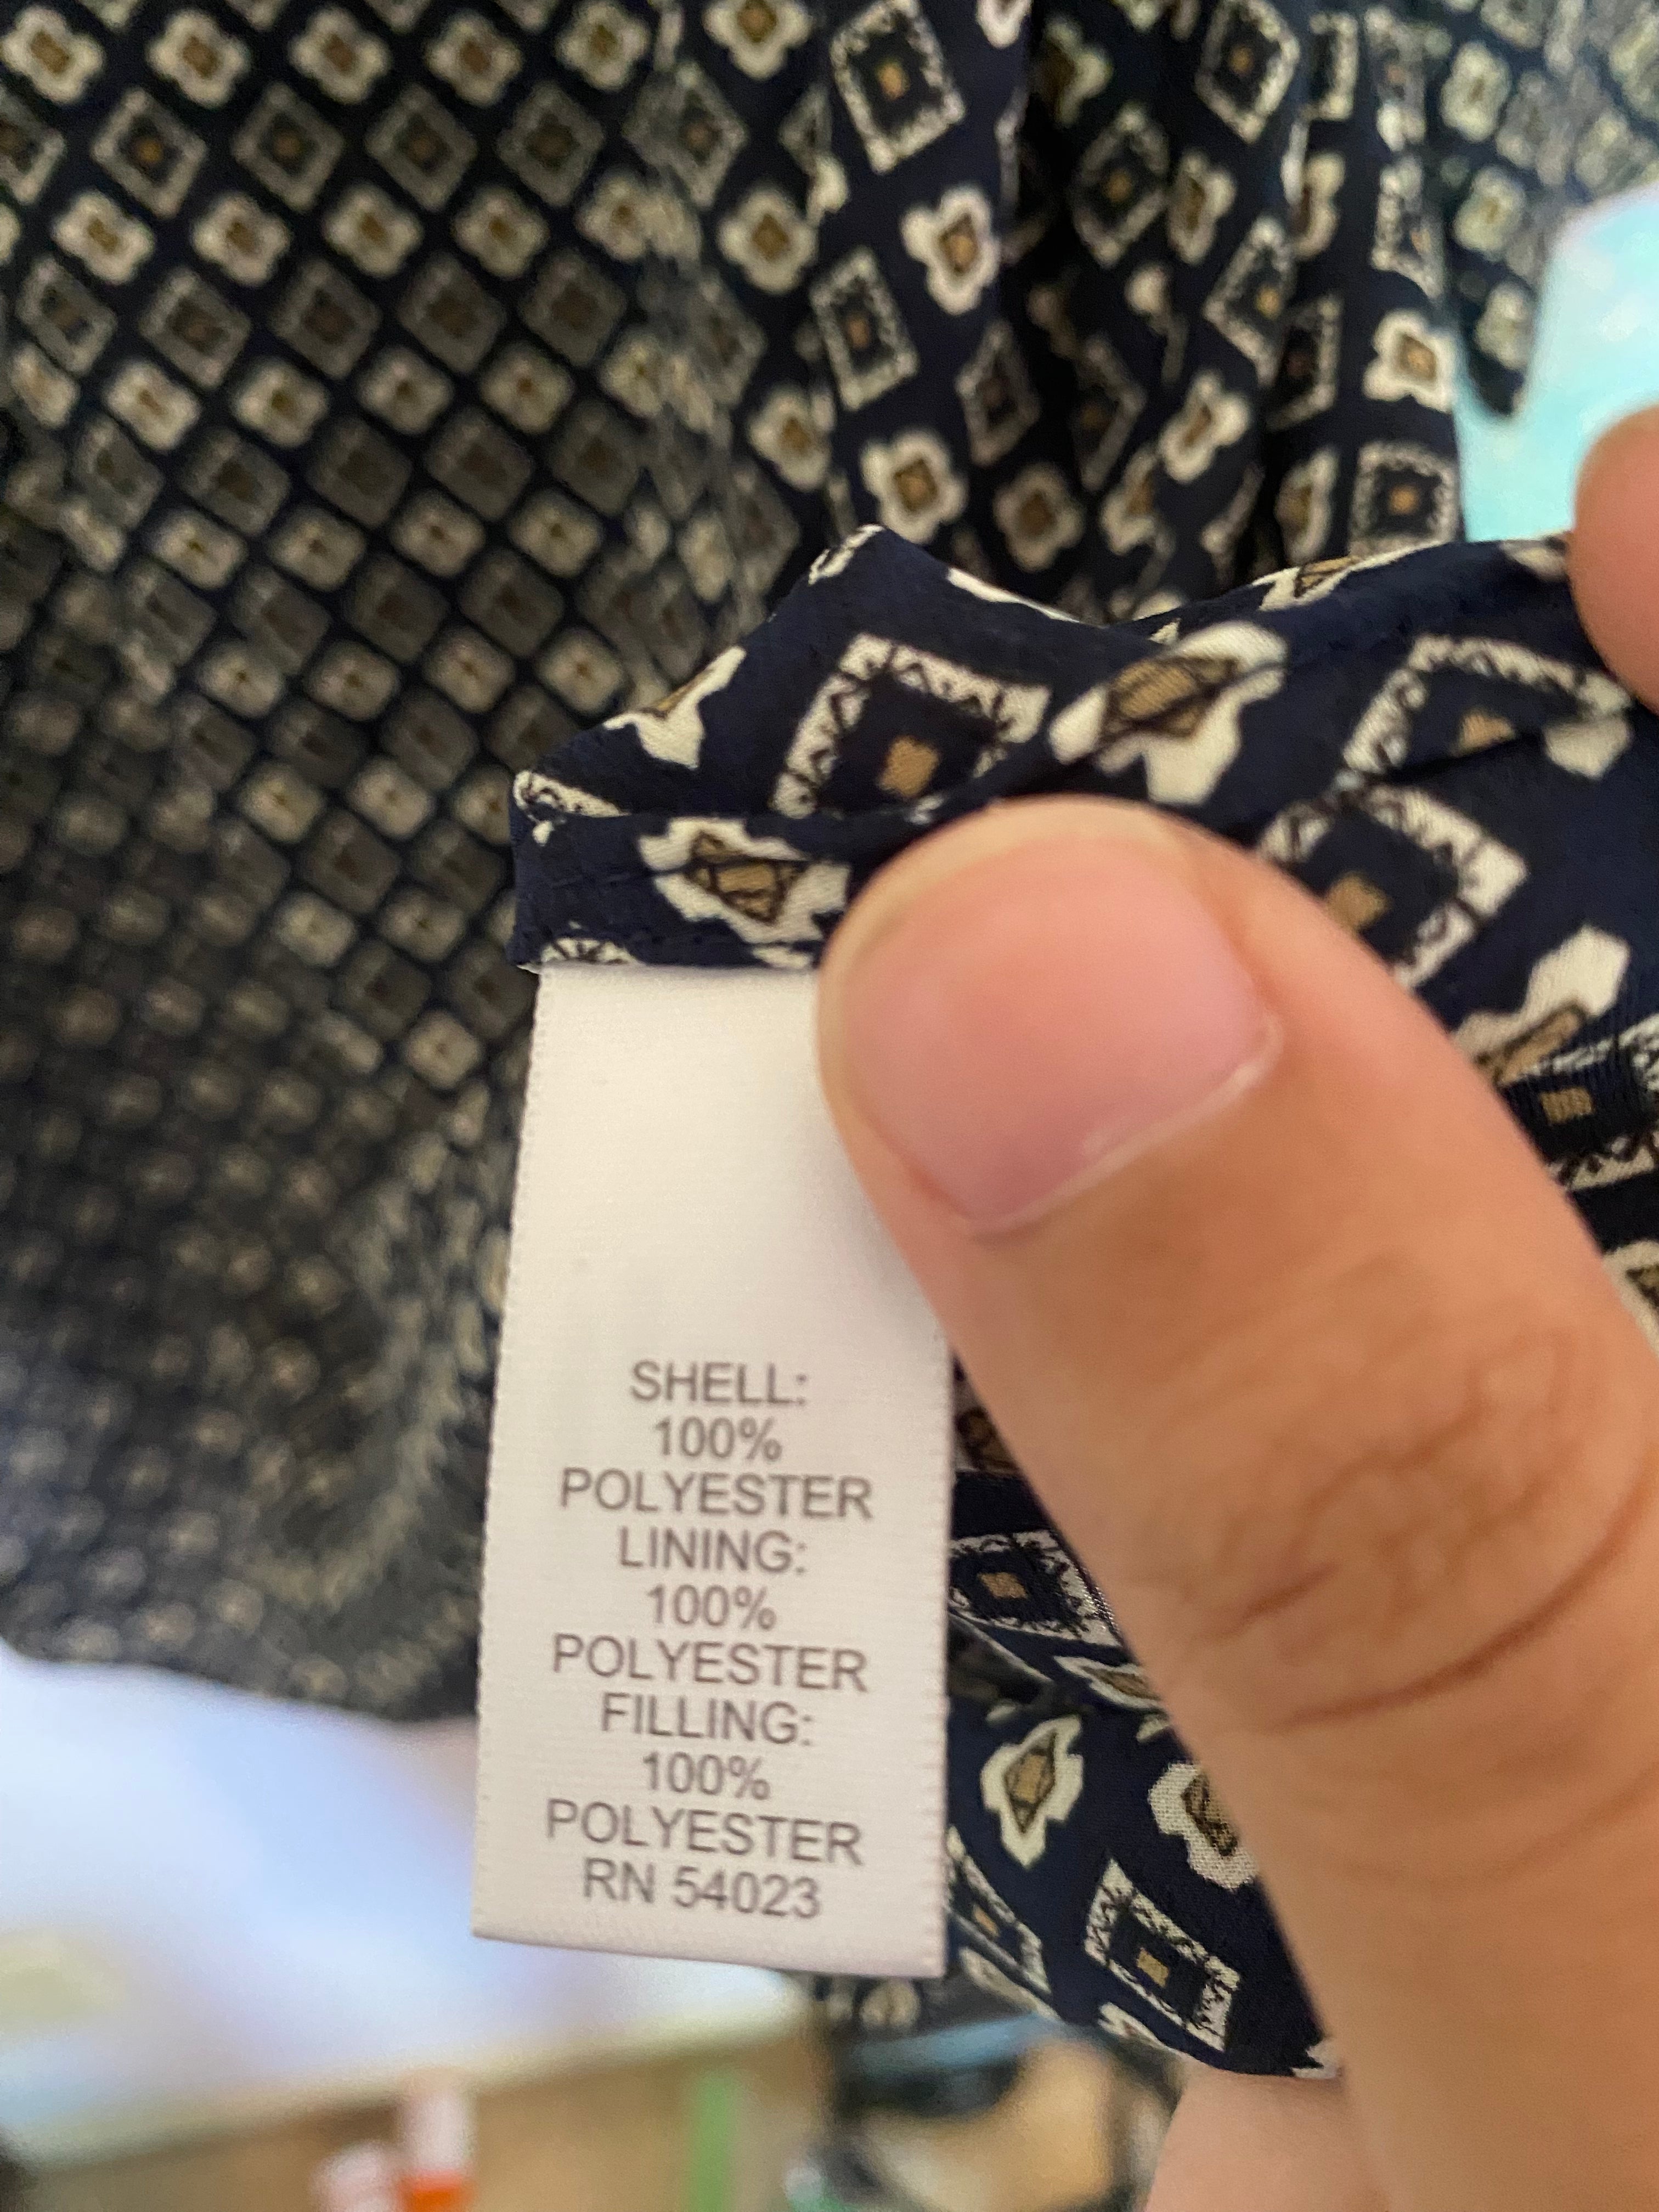 SHELL:
100%
POLYESTER
LINING:
100%
POLYESTER
FILLING:
100%
POLYESTER
RN 54023